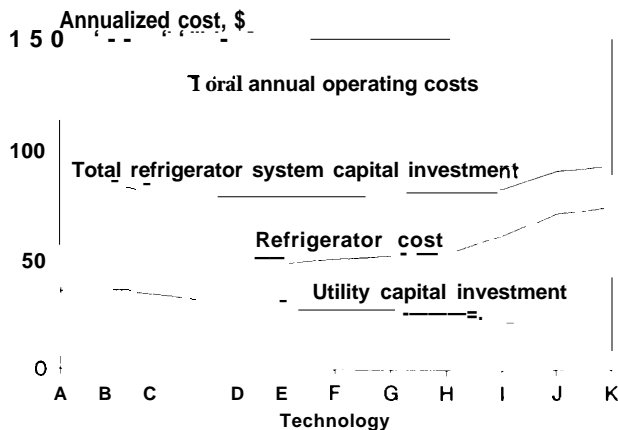 Annualized cost, $
150
Toral annual operating costs
100
Total refrigerator system capital investment
Refrigerator cost
50
Utility capital investment
0
A B C D E F G H I J K
Technology